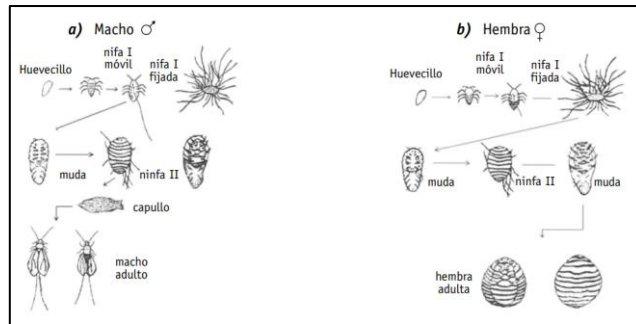 a) Macho ♂
Huevecillo
nifa I
móvil
nifa I
fijada
muda
ninfa II
capullo
macho
adulto
b) Hembra ♀
Huevecillo
nifa I
móvil
nifa I
fijada
muda
ninfa II
muda
hembra
adulta